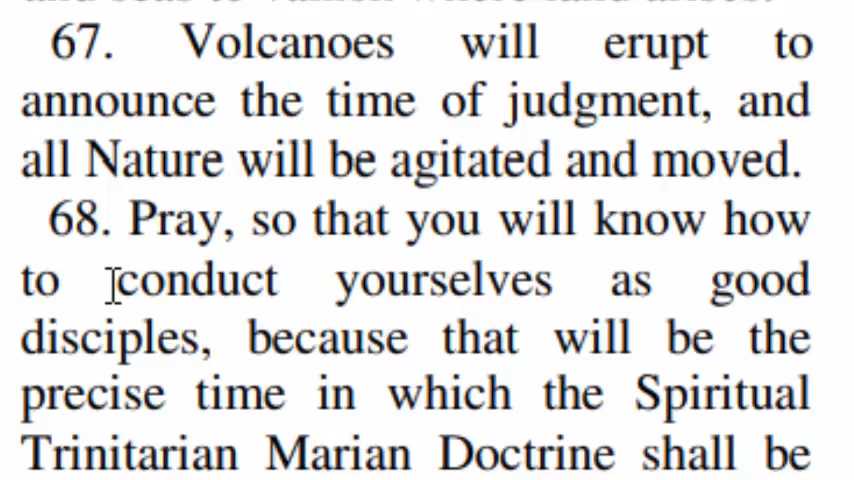 67. Volcanoes will erupt to
announce the time of judgment, and
all Nature will be agitated and moved.
68. Pray, so that you will know how
to conduct yourselves as good
disciples, because that will be the
precise time in which the Spiritual
Trinitarian Marian Doctrine shall be